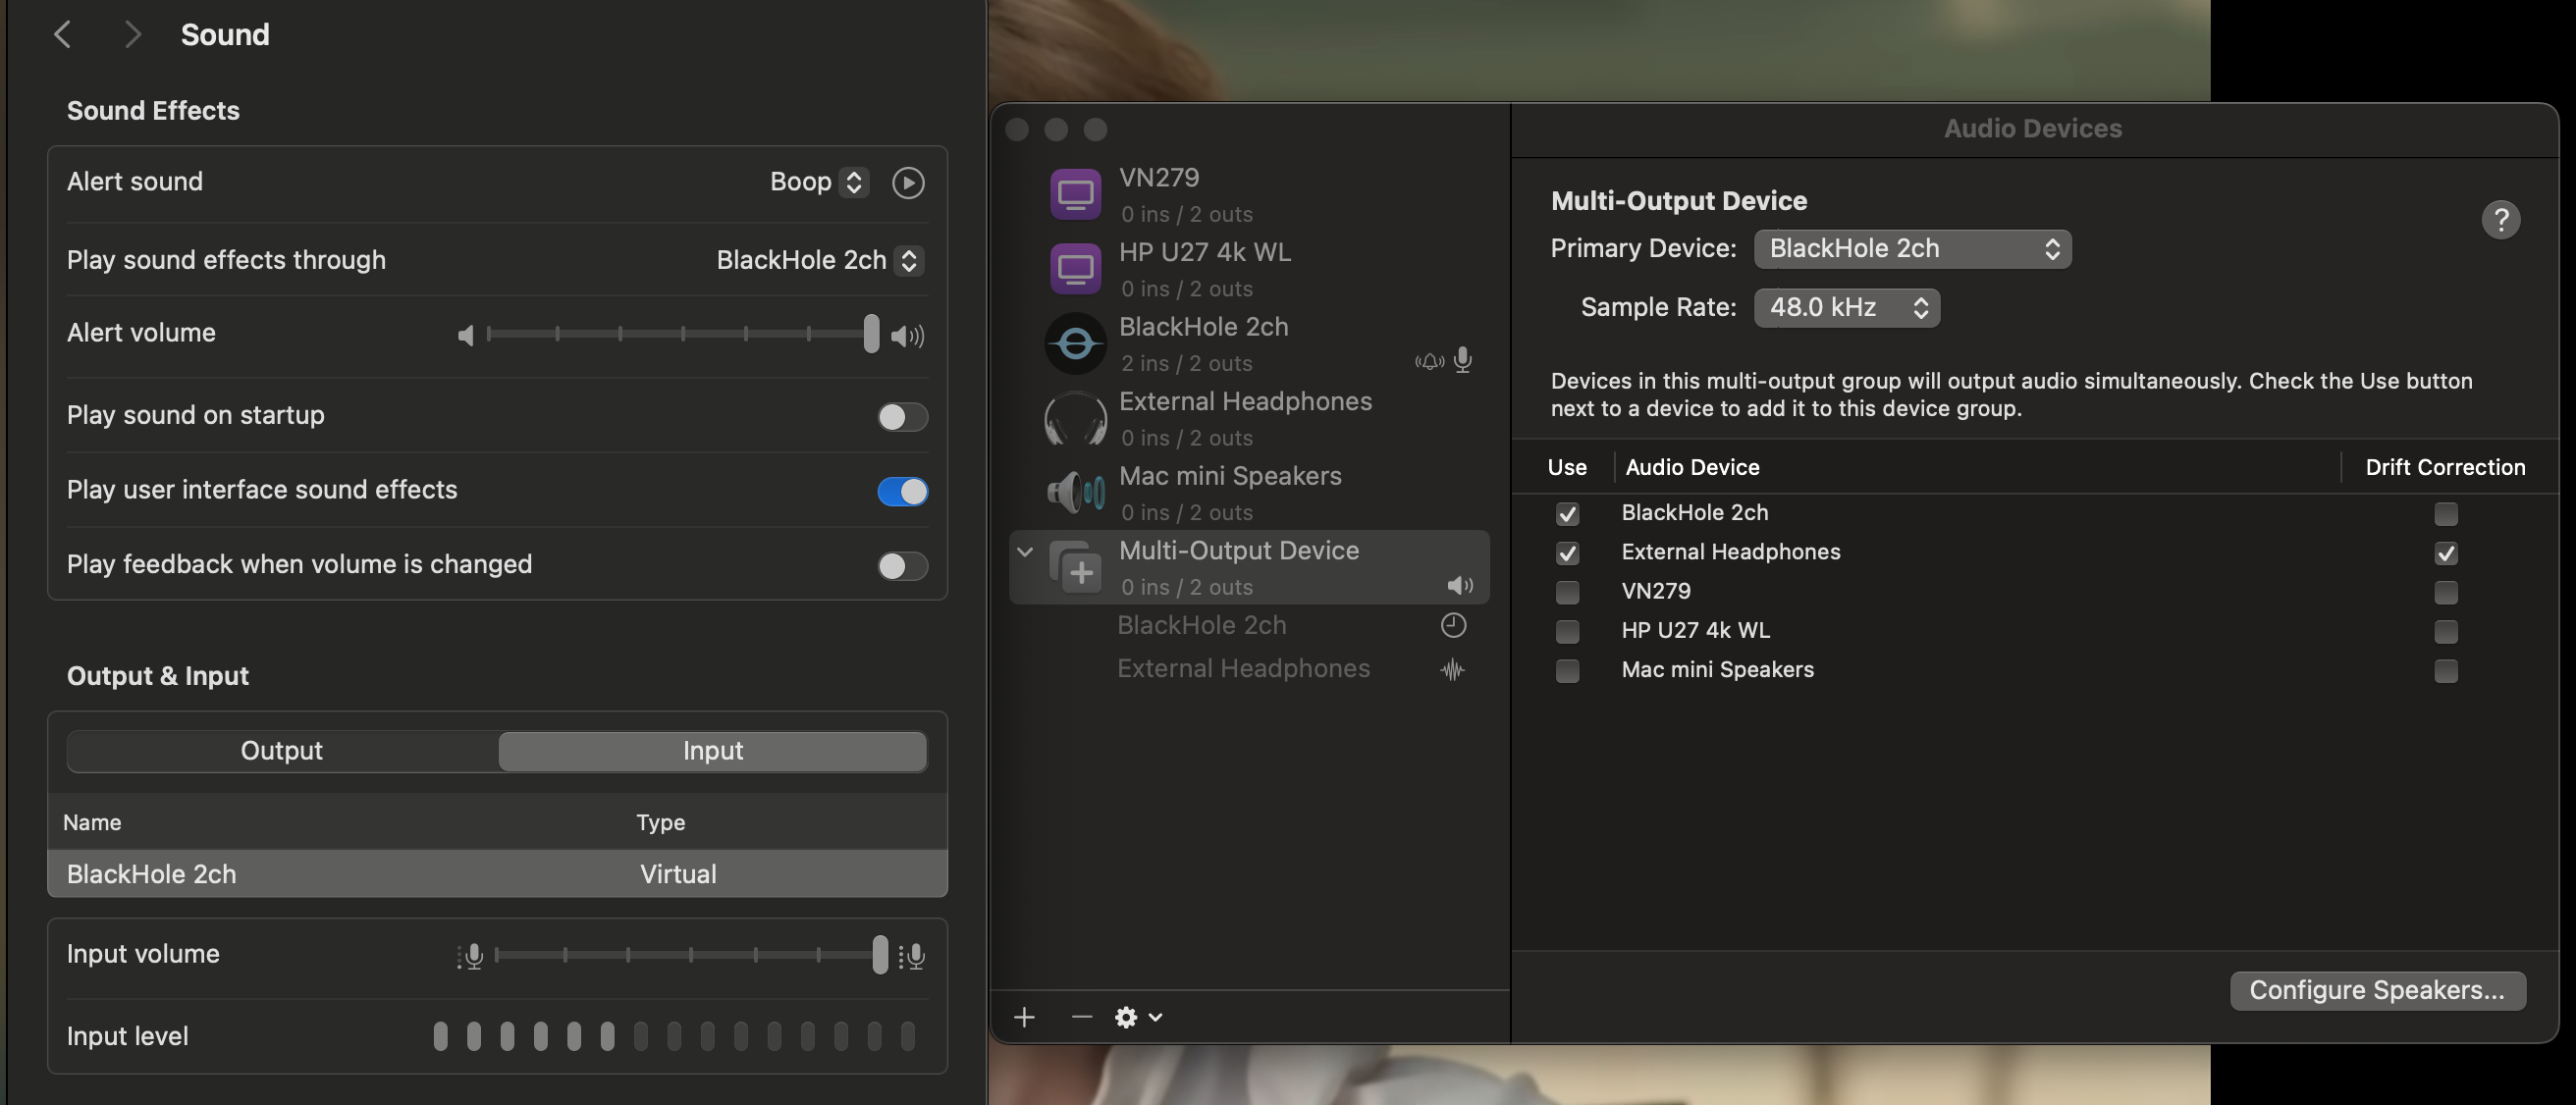 Sound
Sound Effects
Alert sound
Boop
Play sound effects through
BlackHole 2ch
Alert volume
Play sound on startup
Play user interface sound effects
Play feedback when volume is changed
Output & Input
Output
Input
Name
Type
BlackHole 2ch
Virtual
Input volume
Input level
VN279
0 ins / 2 outs
HP U27 4k WL
0 ins / 2 outs
BlackHole 2ch
2 ins / 2 outs
External Headphones
0 ins / 2 outs
Mac mini Speakers
0 ins / 2 outs
Multi-Output Device
0 ins / 2 outs
BlackHole 2ch
External Headphones
Audio Devices
Multi-Output Device
?
Primary Device: BlackHole 2ch
Sample Rate: 48.0 kHz
Devices in this multi-output group will output audio simultaneously. Check the Use button
next to a device to add it to this device group.
Use
Audio Device
Drift Correction
BlackHole 2ch
External Headphones
VN279
HP U27 4k WL
Mac mini Speakers
Configure Speakers...